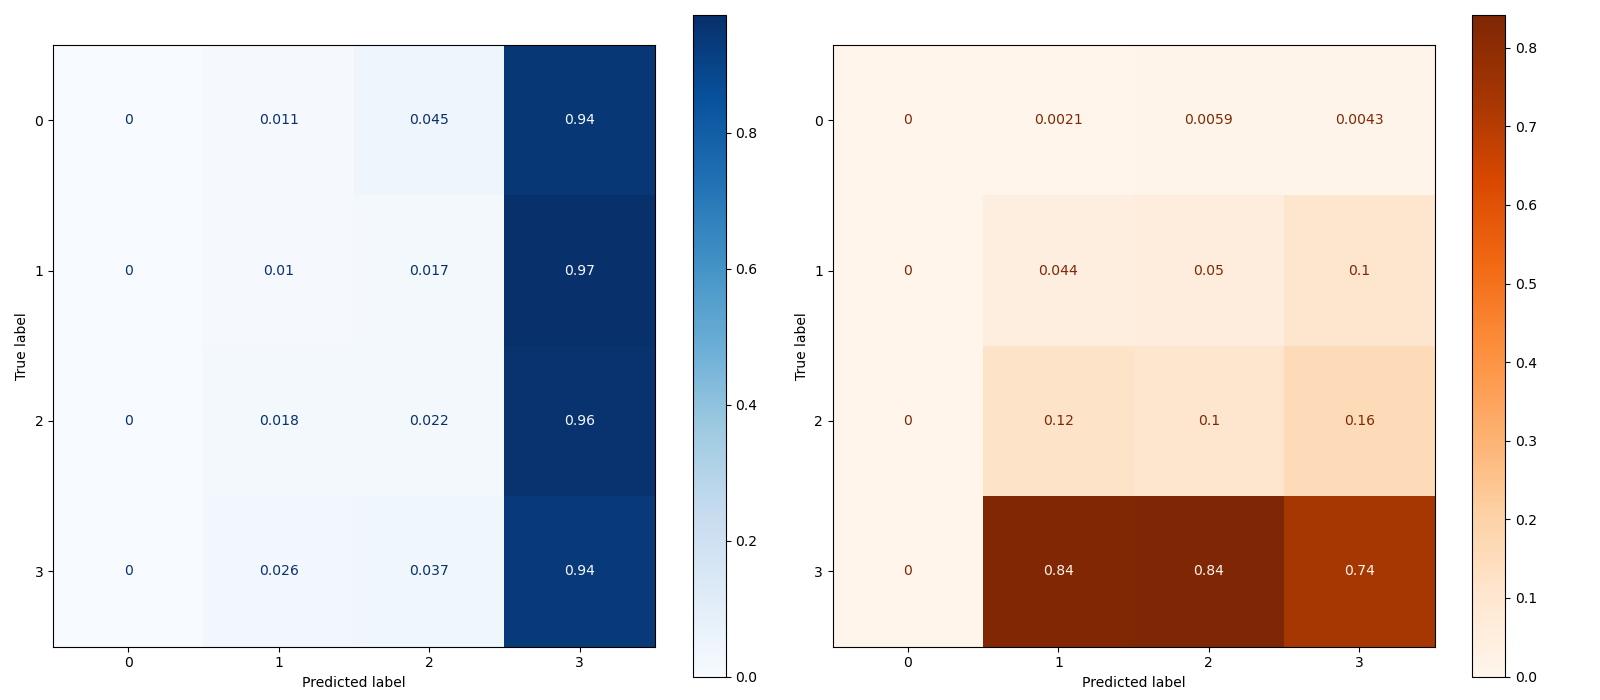 0 0 0.011 0.045 0.94
1 0 0.01 0.017 0.97
2 0 0.018 0.022 0.96
3 0 0.026 0.037 0.94
0 1 2 3
Predicted label
True label
0.8
0.6
0.4
0.2
0.0
0 0 0.0021 0.0059 0.0043
1 0 0.044 0.05 0.1
2 0 0.12 0.1 0.16
3 0 0.84 0.84 0.74
0 1 2 3
Predicted label
True label
0.8
0.7
0.6
0.5
0.4
0.3
0.2
0.1
0.0